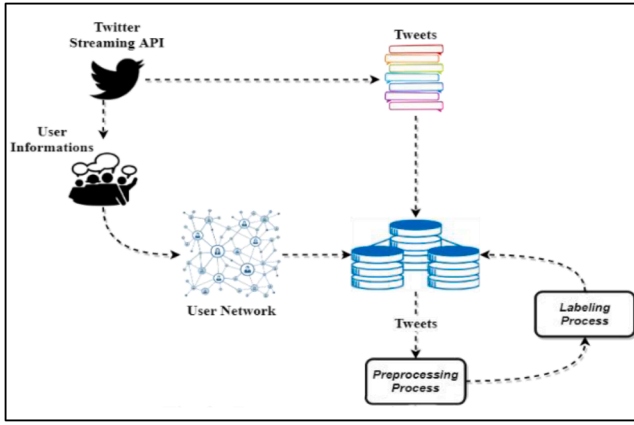 Twitter
Streaming API
Tweets
User
Informations
User Network
Tweets
Labeling
Process
Preprocessing
Process